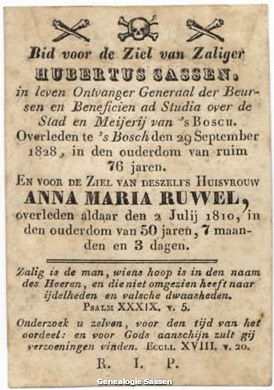 Bid voor de Ziel van Zaliger
HUBERTUS SASSEN,
in leven Ontvanger Generaal der Beur-
sen en Beneficien ad Studia over de
Stad en Meijerij van 's Bosch.
Overleden te 's Bosch den 29 September
1828, in den ouderdom van ruim
76 jaren.
En voor de Ziel van deszelfs Huisvrouw
ANNA MARIA RUWEL,
overleden aldaar den 2 Julij 1810, in
den ouderdom van 50 jaren, 7 maan-
den en 3 dagen.
Zalig is de man, wiens hoop is in den naam
des Heeren, en die niet omgezien heeft naar
ijdelheden en valsche dwaasheden.
Psalm XXXIX. v. 5.
Onderzoek u zelven, voor den tijd van het
oordeel: en voor Gods aanschijn zult gij
verzoeningen vinden. Eccli. XVIII, v. 20.
R. I. P.
Genealogie Sassen